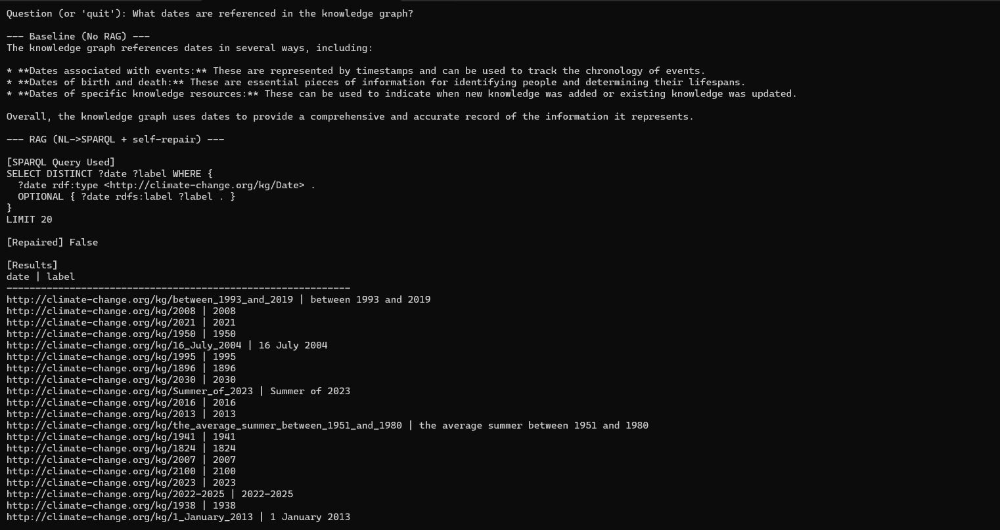 Question (or 'quit'): What dates are referenced in the knowledge graph?
--- Baseline (No RAG) ---
The knowledge graph references dates in several ways, including:
* **Dates associated with events:** These are represented by timestamps and can be used to track the chronology of events.
* **Dates of birth and death:** These are essential pieces of information for identifying people and determining their lifespans.
* **Dates of specific knowledge resources:** These can be used to indicate when new knowledge was added or existing knowledge was updated.
Overall, the knowledge graph uses dates to provide a comprehensive and accurate record of the information it represents.
--- RAG (NL->SPARQL + self-repair) ---
[SPARQL Query Used]
SELECT DISTINCT ?date ?label WHERE {
  ?date rdf:type <http://climate-change.org/kg/Date> .
  OPTIONAL { ?date rdfs:label ?label . }
}
LIMIT 20
[Repaired] False
[Results]
date | label
------------------------------------------------------------
http://climate-change.org/kg/between_1993_and_2019 | between 1993 and 2019
http://climate-change.org/kg/2008 | 2008
http://climate-change.org/kg/2021 | 2021
http://climate-change.org/kg/1950 | 1950
http://climate-change.org/kg/16_July_2004 | 16 July 2004
http://climate-change.org/kg/1995 | 1995
http://climate-change.org/kg/1896 | 1896
http://climate-change.org/kg/2030 | 2030
http://climate-change.org/kg/Summer_of_2023 | Summer of 2023
http://climate-change.org/kg/2016 | 2016
http://climate-change.org/kg/2013 | 2013
http://climate-change.org/kg/the_average_summer_between_1951_and_1980 | the average summer between 1951 and 1980
http://climate-change.org/kg/1941 | 1941
http://climate-change.org/kg/1824 | 1824
http://climate-change.org/kg/2007 | 2007
http://climate-change.org/kg/2100 | 2100
http://climate-change.org/kg/2023 | 2023
http://climate-change.org/kg/2022-2025 | 2022-2025
http://climate-change.org/kg/1938 | 1938
http://climate-change.org/kg/1_January_2013 | 1 January 2013